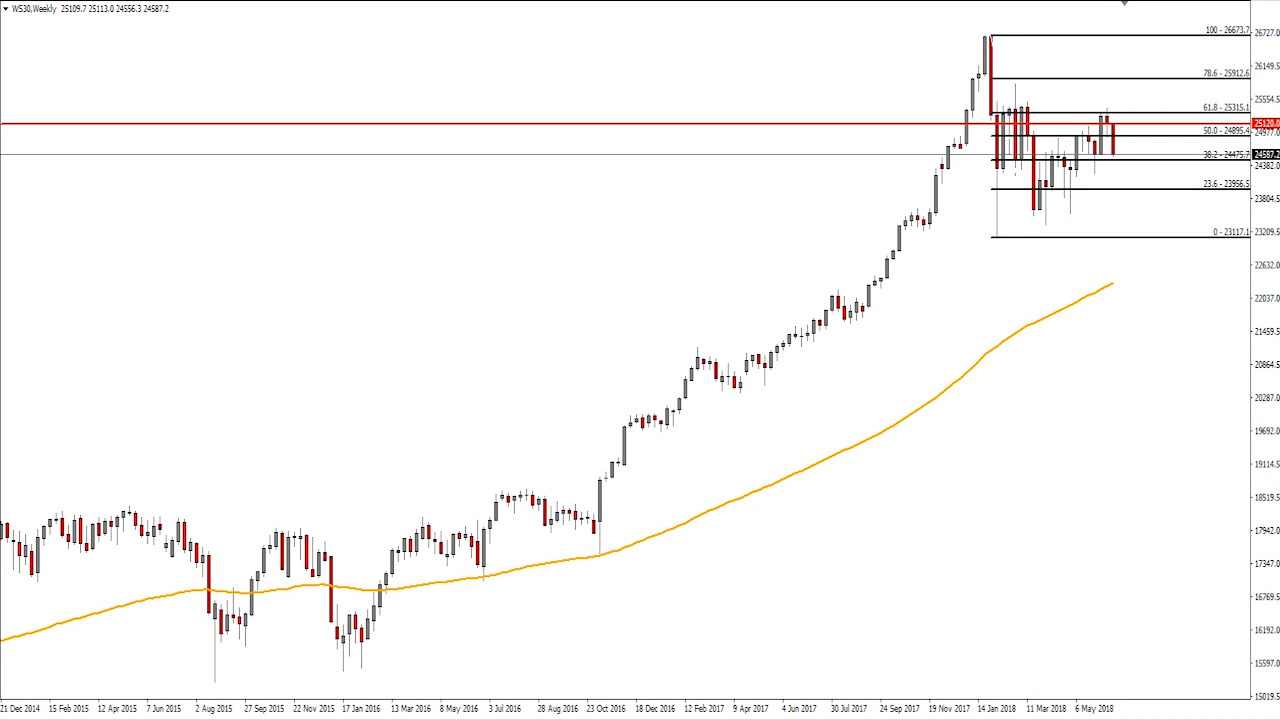 WS30,Weekly 25109.7 25113.0 24556.3 24587.2
100 - 26673.7
78.6 - 25912.6
61.8 - 25315.1
50.0 - 24895.4
38.2 - 24475.7
23.6 - 23956.5
0 - 23117.1
26727.0
26149.5
25554.5
25120.0
24977.0
24587.2
24382.0
23804.5
23209.5
22632.0
22037.0
21459.5
20864.5
20287.0
19692.0
19114.5
18519.5
17942.0
17347.0
16769.5
16192.0
15597.0
15019.5
21 Dec 2014 15 Feb 2015 12 Apr 2015 7 Jun 2015 2 Aug 2015 27 Sep 2015 22 Nov 2015 17 Jan 2016 13 Mar 2016 8 May 2016 3 Jul 2016 28 Aug 2016 23 Oct 2016 18 Dec 2016 12 Feb 2017 9 Apr 2017 4 Jun 2017 30 Jul 2017 24 Sep 2017 19 Nov 2017 14 Jan 2018 11 Mar 2018 6 May 2018